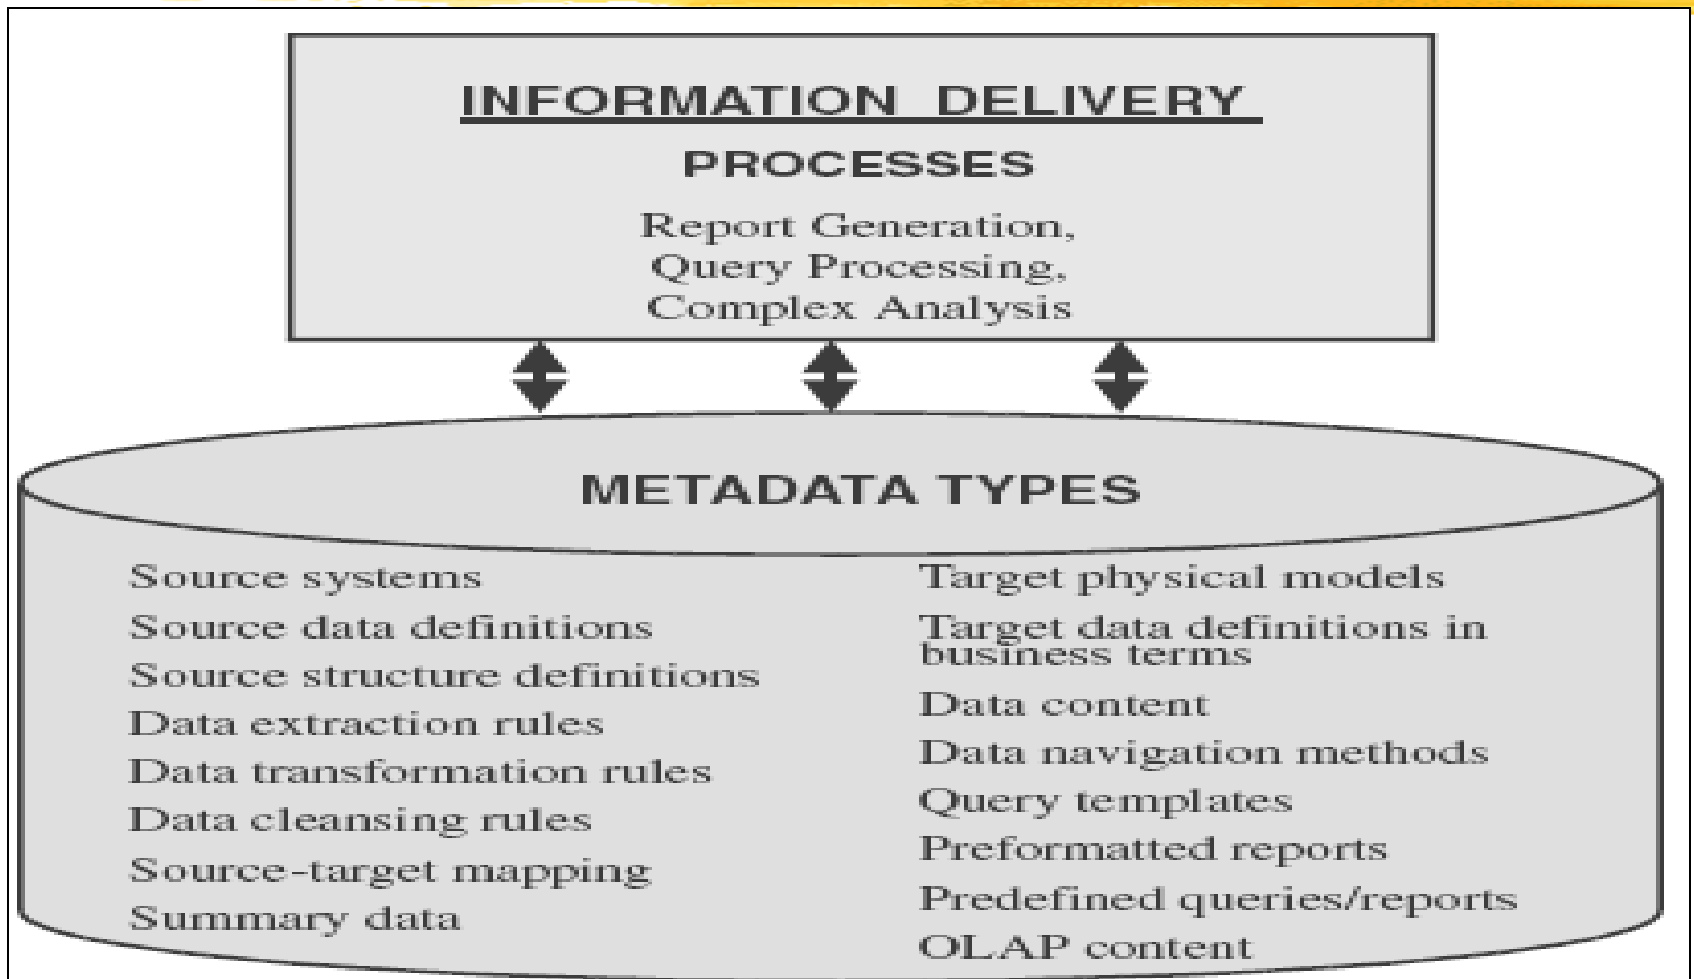 INFORMATION DELIVERY
PROCESSES
Report Generation,
Query Processing,
Complex Analysis
METADATA TYPES
Source systems
Source data definitions
Source structure definitions
Data extraction rules
Data transformation rules
Data cleansing rules
Source-target mapping
Summary data
Target physical models
Target data definitions in
business terms
Data content
Data navigation methods
Query templates
Preformatted reports
Predefined queries/reports
OLAP content